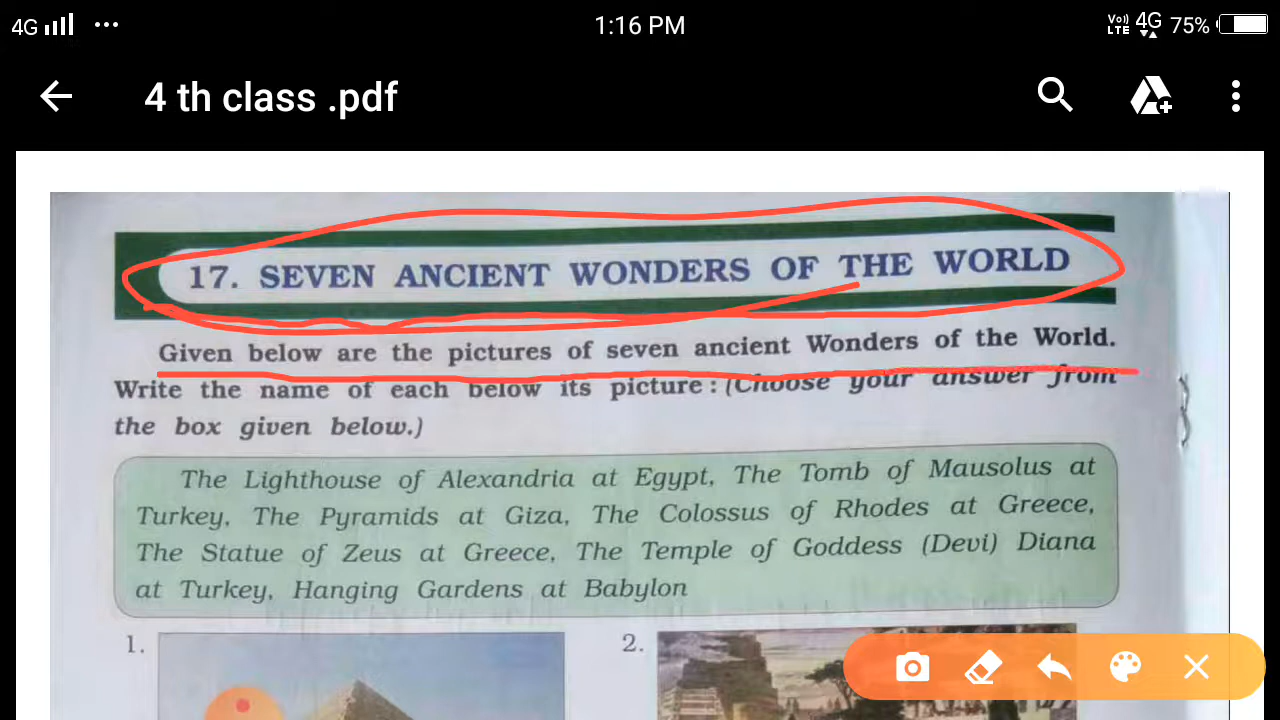 4G ... 1:16 PM Vo)) LTE 4G 75%
4 th class .pdf
17. SEVEN ANCIENT WONDERS OF THE WORLD
Given below are the pictures of seven ancient Wonders of the World.
Write the name of each below its picture : (Choose your answer from
the box given below.)
The Lighthouse of Alexandria at Egypt, The Tomb of Mausolus at
Turkey, The Pyramids at Giza, The Colossus of Rhodes at Greece,
The Statue of Zeus at Greece, The Temple of Goddess (Devi) Diana
at Turkey, Hanging Gardens at Babylon
1. 2.